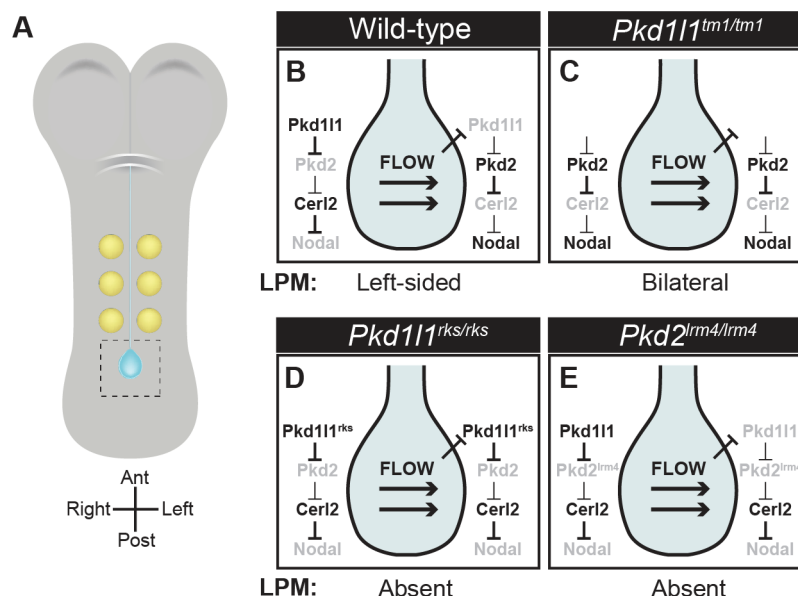 A
Ant
Right
Left
Post
Wild-type
B
Pkd1l1
Pkd2
Cerl2
Nodal
FLOW
Pkd1l1
Pkd2
Cerl2
Nodal
LPM: Left-sided
Pkd1l1tm1/tm1
C
Pkd2
Cerl2
Nodal
FLOW
Pkd2
Cerl2
Nodal
Bilateral
Pkd1l1rks/rks
D
Pkd1l1rks
Pkd2
Cerl2
Nodal
FLOW
Pkd1l1rks
Pkd2
Cerl2
Nodal
LPM: Absent
Pkd2lrm4/lrm4
E
Pkd1l1
Pkd2lrm4
Cerl2
Nodal
FLOW
Pkd1l1
Pkd2lrm4
Cerl2
Nodal
Absent